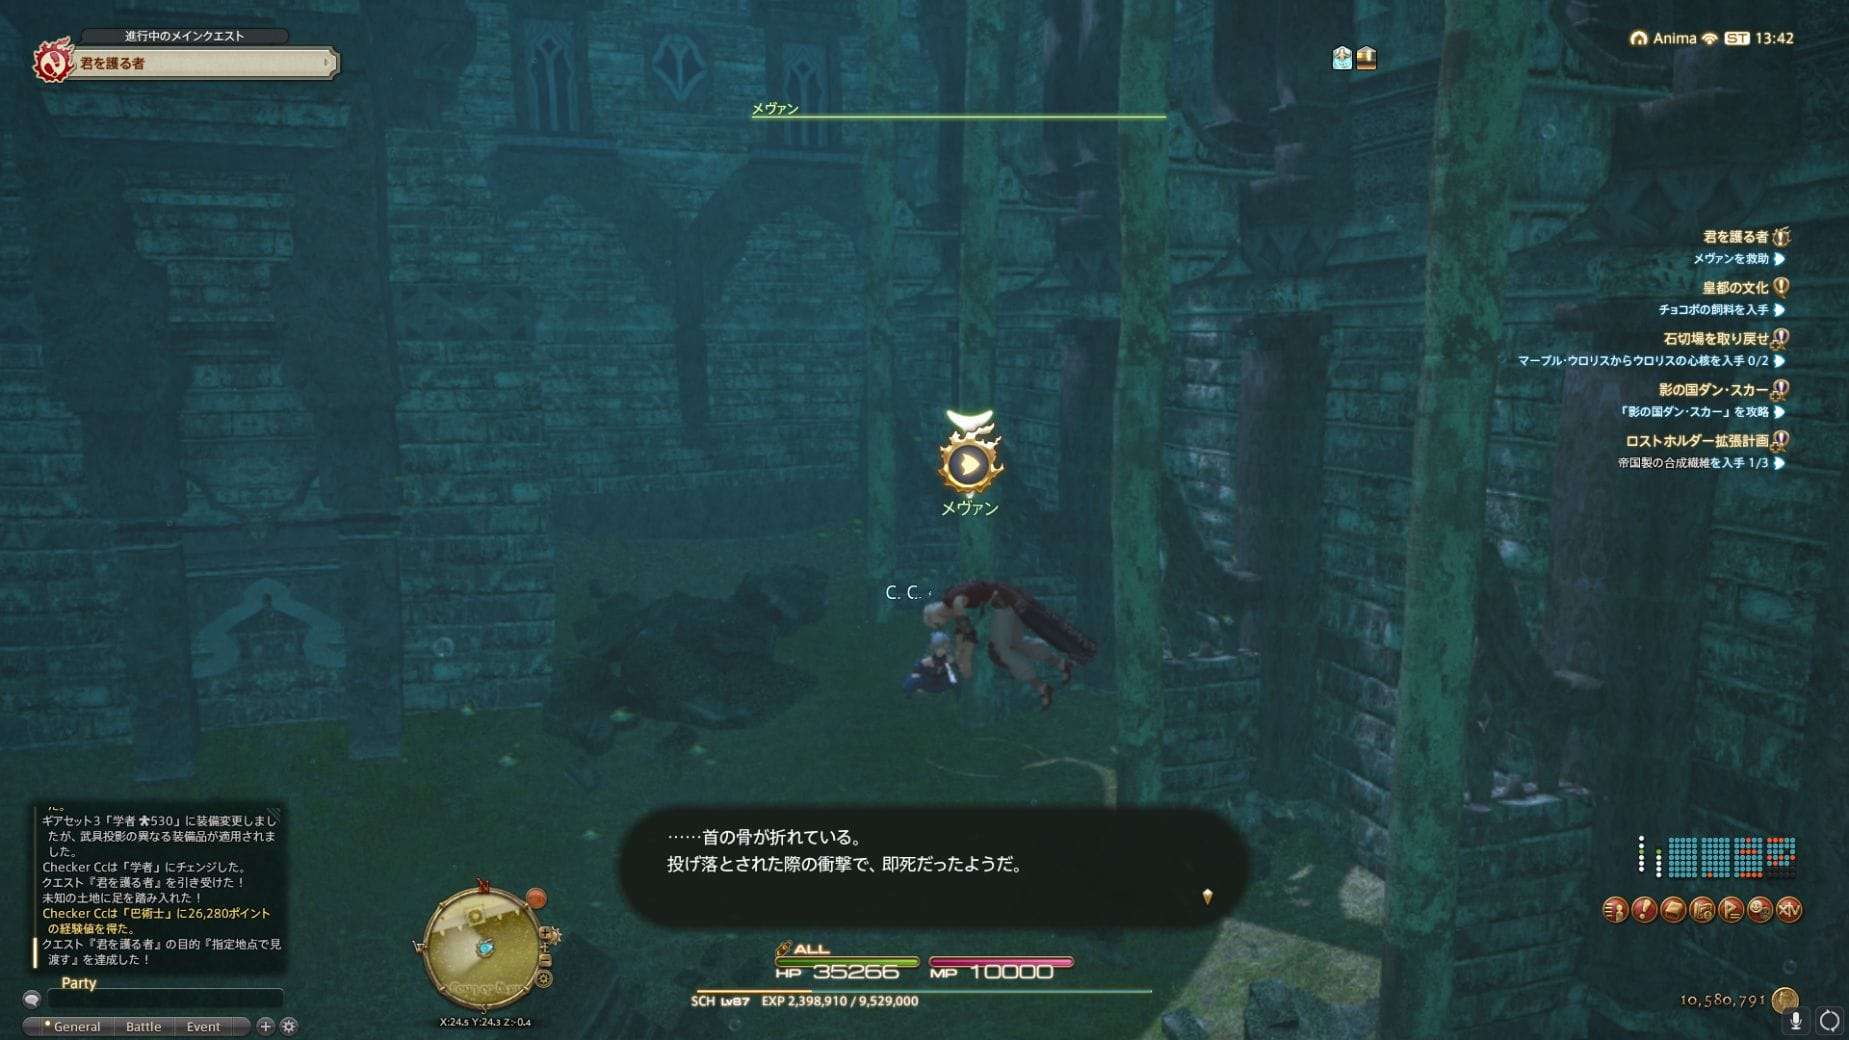 進行中のメインクエスト
君を護る者
Anima ST 13:42
メヴァン
君を護る者
メヴァンを救助
皇都の文化
チョコボの飼料を入手
石切場を取り戻せ
マーブル・ウロリスからウロリスの心核を入手 0/2
影の国ダン・スカー
「影の国ダン・スカー」を攻略
ロストホルダー拡張計画
帝国製の合成繊維を入手 1/3
メヴァン
C. C.
……首の骨が折れている。
投げ落とされた際の衝撃で、即死だったようだ。
た。
ギアセット3「学者 530」に装備変更しまし
たが、武具投影の異なる装備品が適用されま
した。
Checker Ccは「学者」にチェンジした。
クエスト『君を護る者』を引き受けた！
未知の土地に足を踏み入れた！
Checker Ccは「巴術士」に26,280ポイント
の経験値を得た。
クエスト『君を護る者』の目的『指定地点で見
渡す』を達成した！
Party
General Battle Event
X:24.5 Y:24.3 Z:-0.4
ALL
HP 35266 MP 10000
SCH Lv87 EXP 2,398,910 / 9,529,000
10,580,791